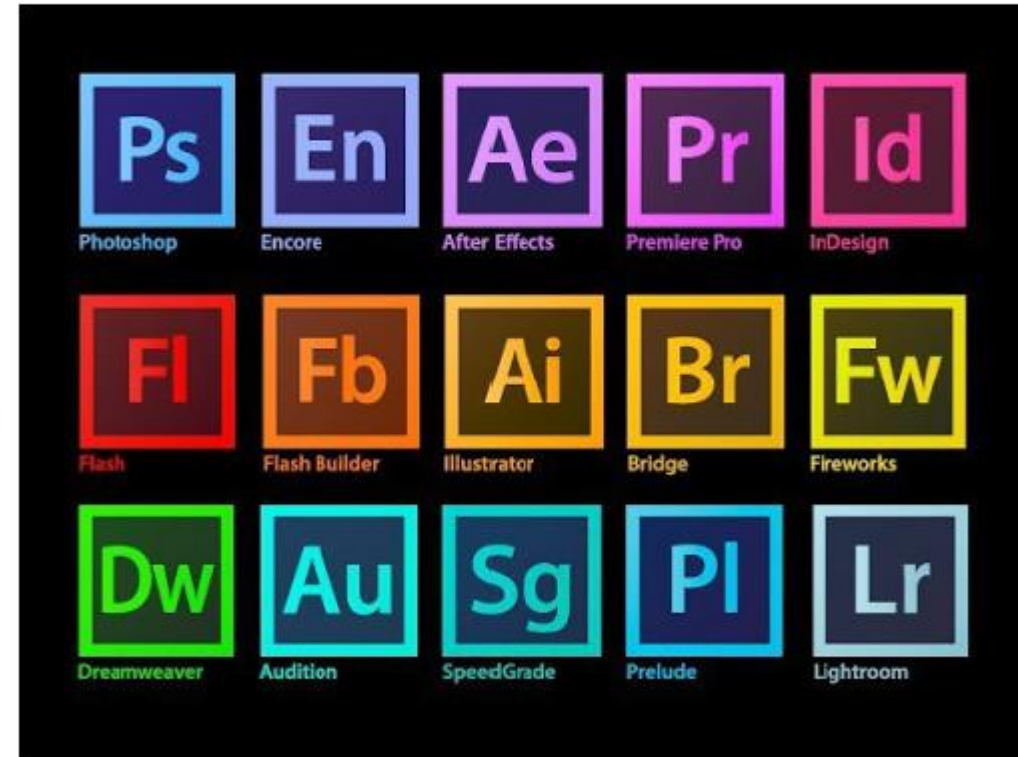 Ps En Ae Pr Id
Photoshop Encore After Effects Premiere Pro InDesign
Fl Fb Ai Br Fw
Flash Flash Builder Illustrator Bridge Fireworks
Dw Au Sg Pl Lr
Dreamweaver Audition SpeedGrade Prelude Lightroom